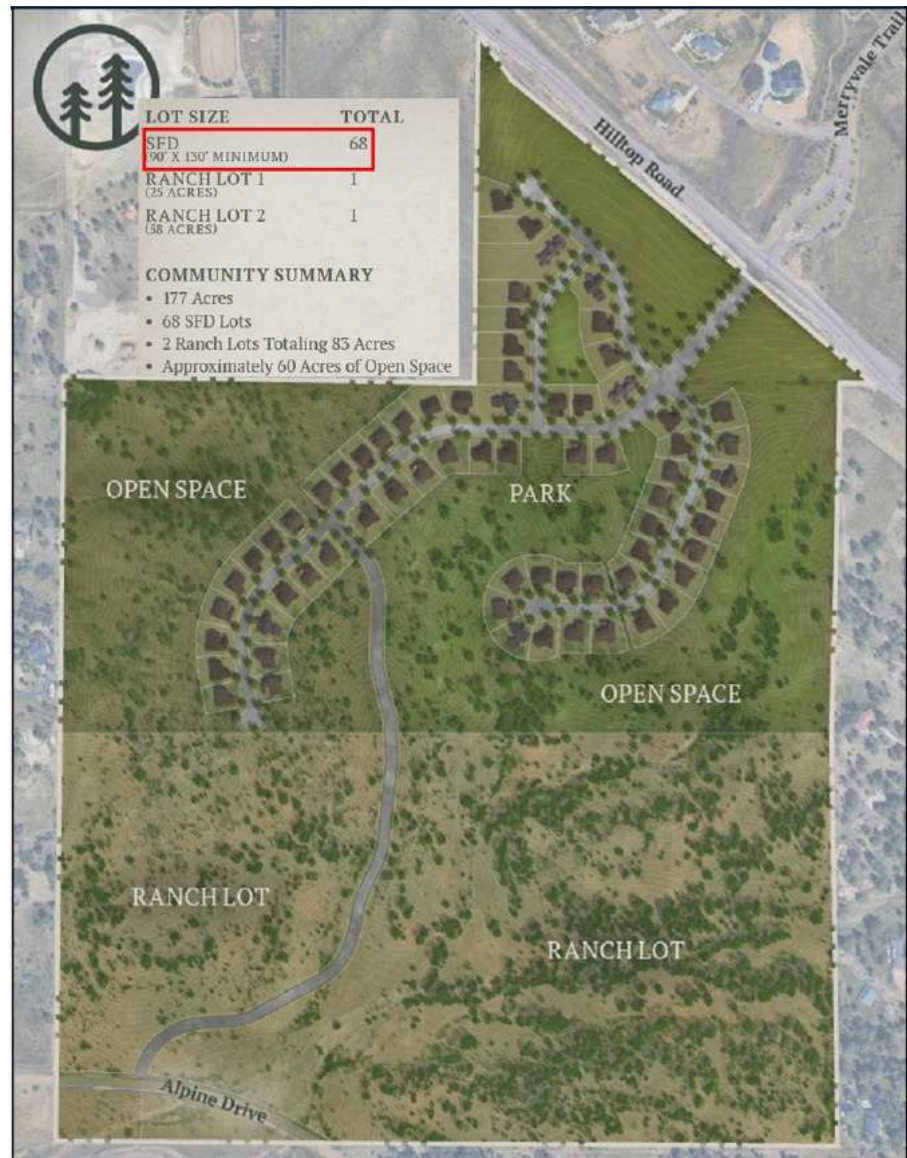 LOT SIZE TOTAL
SFD 68
(90' X 130' MINIMUM)
RANCH LOT 1 1
(25 ACRES)
RANCH LOT 2 1
(58 ACRES)
COMMUNITY SUMMARY
• 177 Acres
• 68 SFD Lots
• 2 Ranch Lots Totaling 83 Acres
• Approximately 60 Acres of Open Space
Merryvale Trail
Hilltop Road
OPEN SPACE
PARK
OPEN SPACE
RANCH LOT
RANCH LOT
Alpine Drive